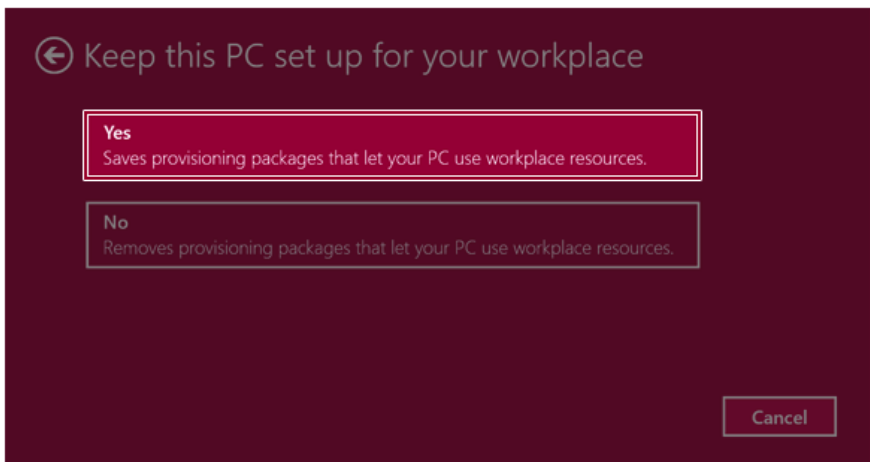 Keep this PC set up for your workplace
Yes
Saves provisioning packages that let your PC use workplace resources.
No
Removes provisioning packages that let your PC use workplace resources.
Cancel